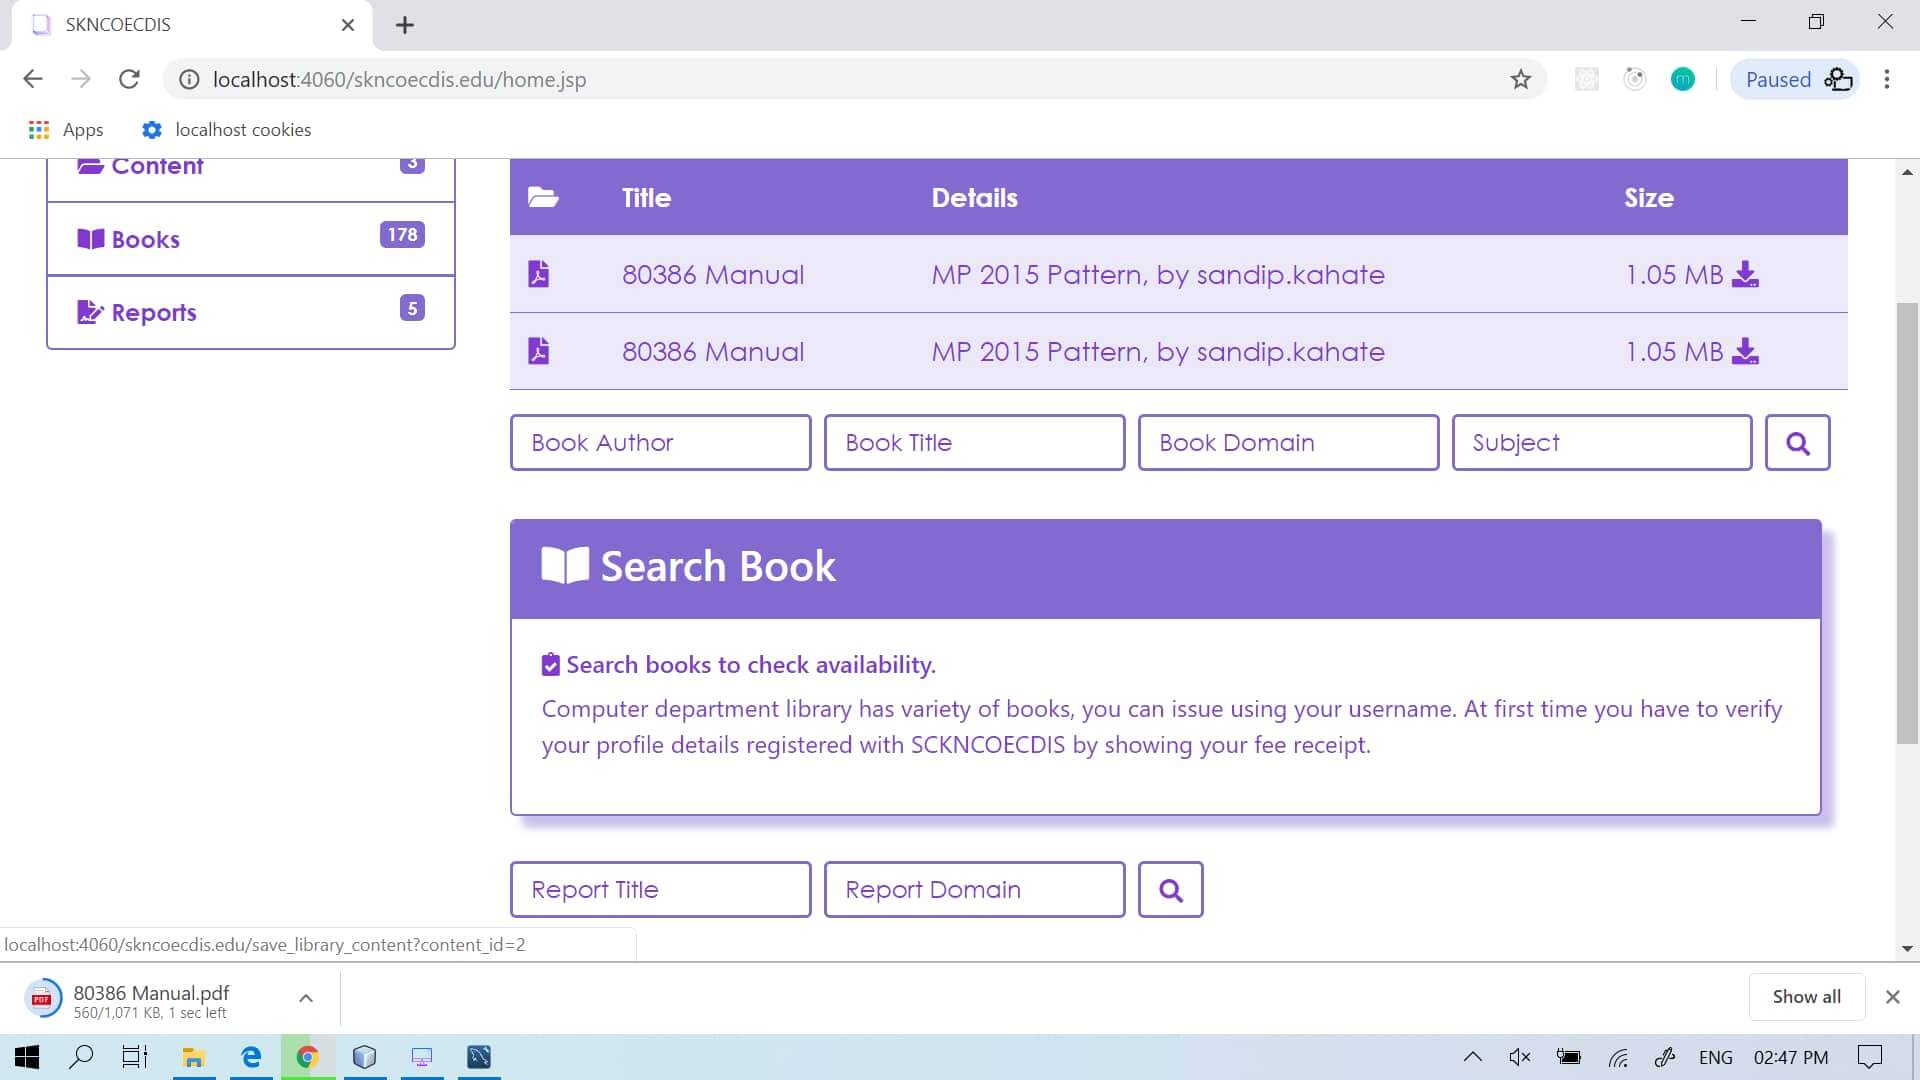 SKNCOECDIS
localhost:4060/skncoecdis.edu/home.jsp
m
Paused
Apps
localhost cookies
Content 3
Books 178
Reports 5
Title Details Size
80386 Manual MP 2015 Pattern, by sandip.kahate 1.05 MB
80386 Manual MP 2015 Pattern, by sandip.kahate 1.05 MB
Book Author Book Title Book Domain Subject
Search Book
Search books to check availability.
Computer department library has variety of books, you can issue using your username. At first time you have to verify
your profile details registered with SCKNCOECDIS by showing your fee receipt.
Report Title Report Domain
localhost:4060/skncoecdis.edu/save_library_content?content_id=2
PDF
80386 Manual.pdf
560/1,071 KB, 1 sec left
Show all
ENG 02:47 PM